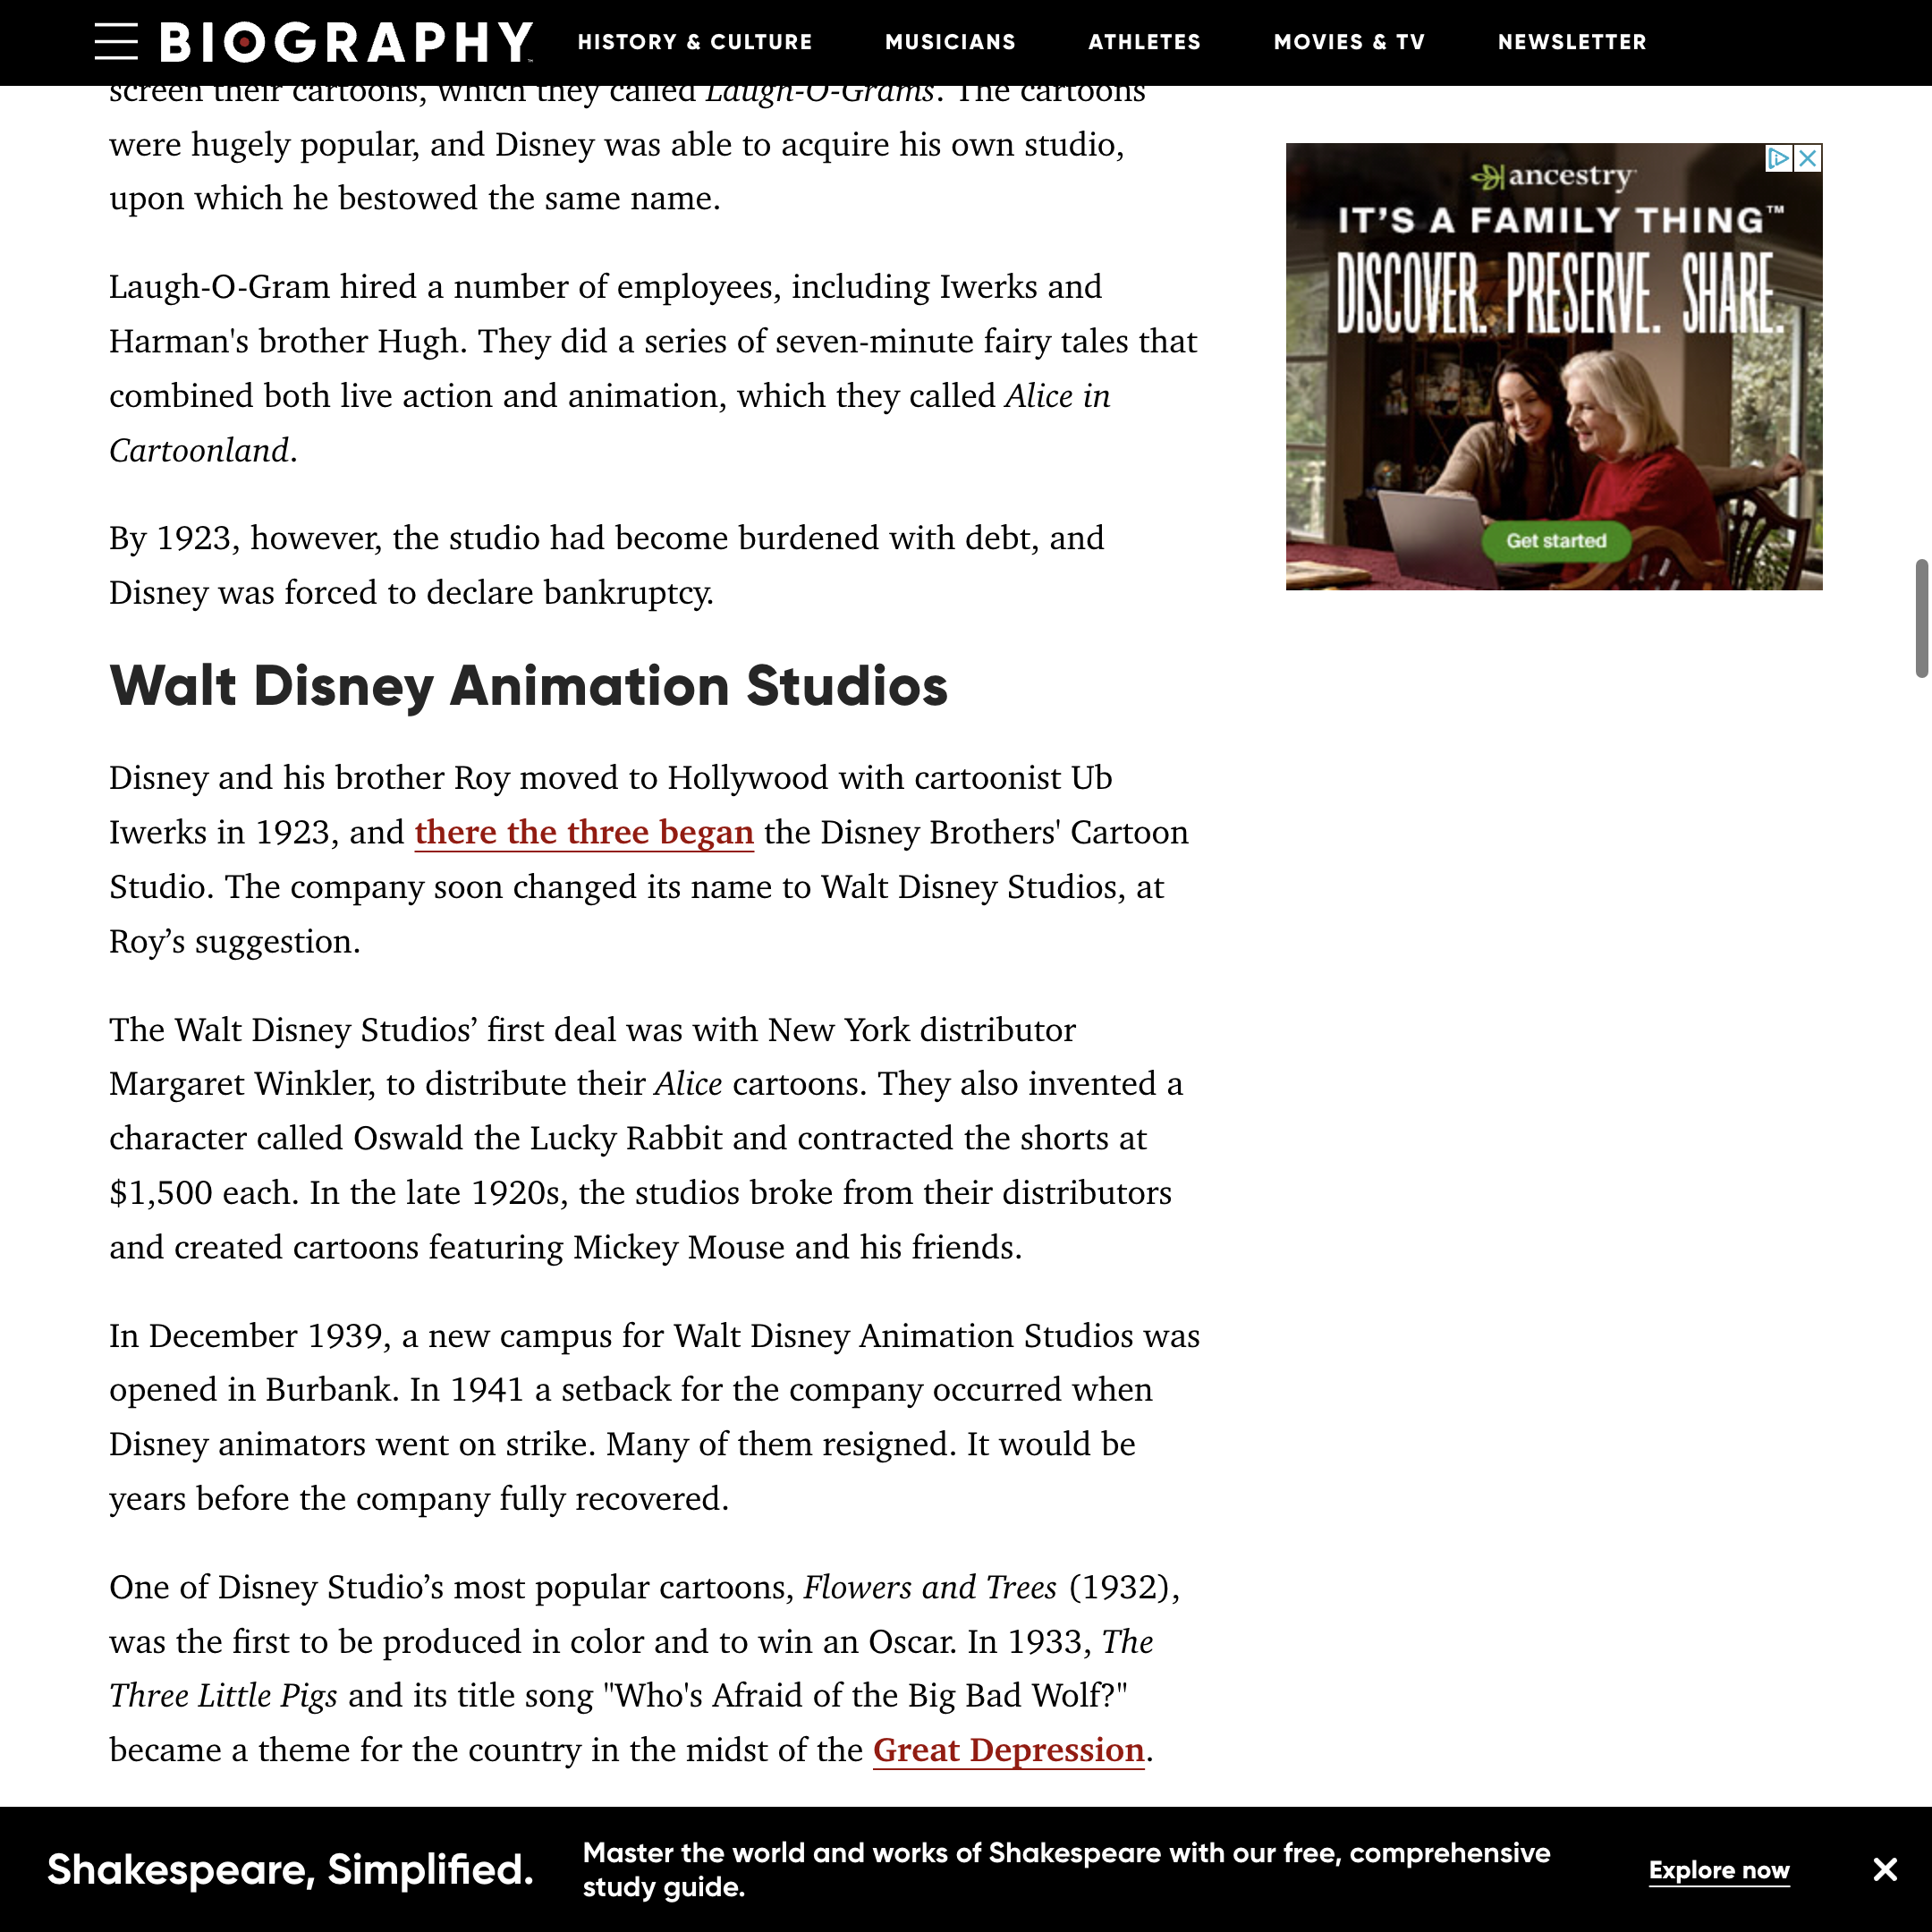 BIOGRAPHY
HISTORY & CULTURE
MUSICIANS
ATHLETES
MOVIES & TV
NEWSLETTER
screen their cartoons, which they called Laugh-O-Grams. The cartoons
were hugely popular, and Disney was able to acquire his own studio,
upon which he bestowed the same name.
Laugh-O-Gram hired a number of employees, including Iwerks and
Harman's brother Hugh. They did a series of seven-minute fairy tales that
combined both live action and animation, which they called Alice in
Cartoonland.
By 1923, however, the studio had become burdened with debt, and
Disney was forced to declare bankruptcy.
Walt Disney Animation Studios
Disney and his brother Roy moved to Hollywood with cartoonist Ub
Iwerks in 1923, and there the three began the Disney Brothers' Cartoon
Studio. The company soon changed its name to Walt Disney Studios, at
Roy’s suggestion.
The Walt Disney Studios’ first deal was with New York distributor
Margaret Winkler, to distribute their Alice cartoons. They also invented a
character called Oswald the Lucky Rabbit and contracted the shorts at
$1,500 each. In the late 1920s, the studios broke from their distributors
and created cartoons featuring Mickey Mouse and his friends.
In December 1939, a new campus for Walt Disney Animation Studios was
opened in Burbank. In 1941 a setback for the company occurred when
Disney animators went on strike. Many of them resigned. It would be
years before the company fully recovered.
One of Disney Studio’s most popular cartoons, Flowers and Trees (1932),
was the first to be produced in color and to win an Oscar. In 1933, The
Three Little Pigs and its title song "Who's Afraid of the Big Bad Wolf?"
became a theme for the country in the midst of the Great Depression.
ancestry
IT’S A FAMILY THING™
DISCOVER. PRESERVE. SHARE.
Get started
Shakespeare, Simplified.
Master the world and works of Shakespeare with our free, comprehensive
study guide.
Explore now